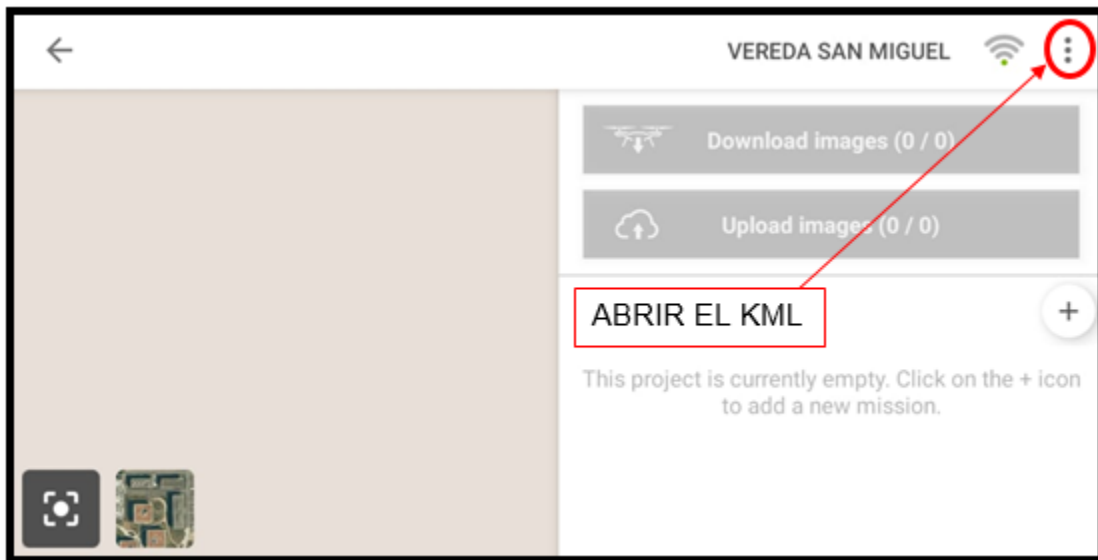 VEREDA SAN MIGUEL
Download images (0 / 0)
Upload images (0 / 0)
ABRIR EL KML
+
This project is currently empty. Click on the + icon
to add a new mission.